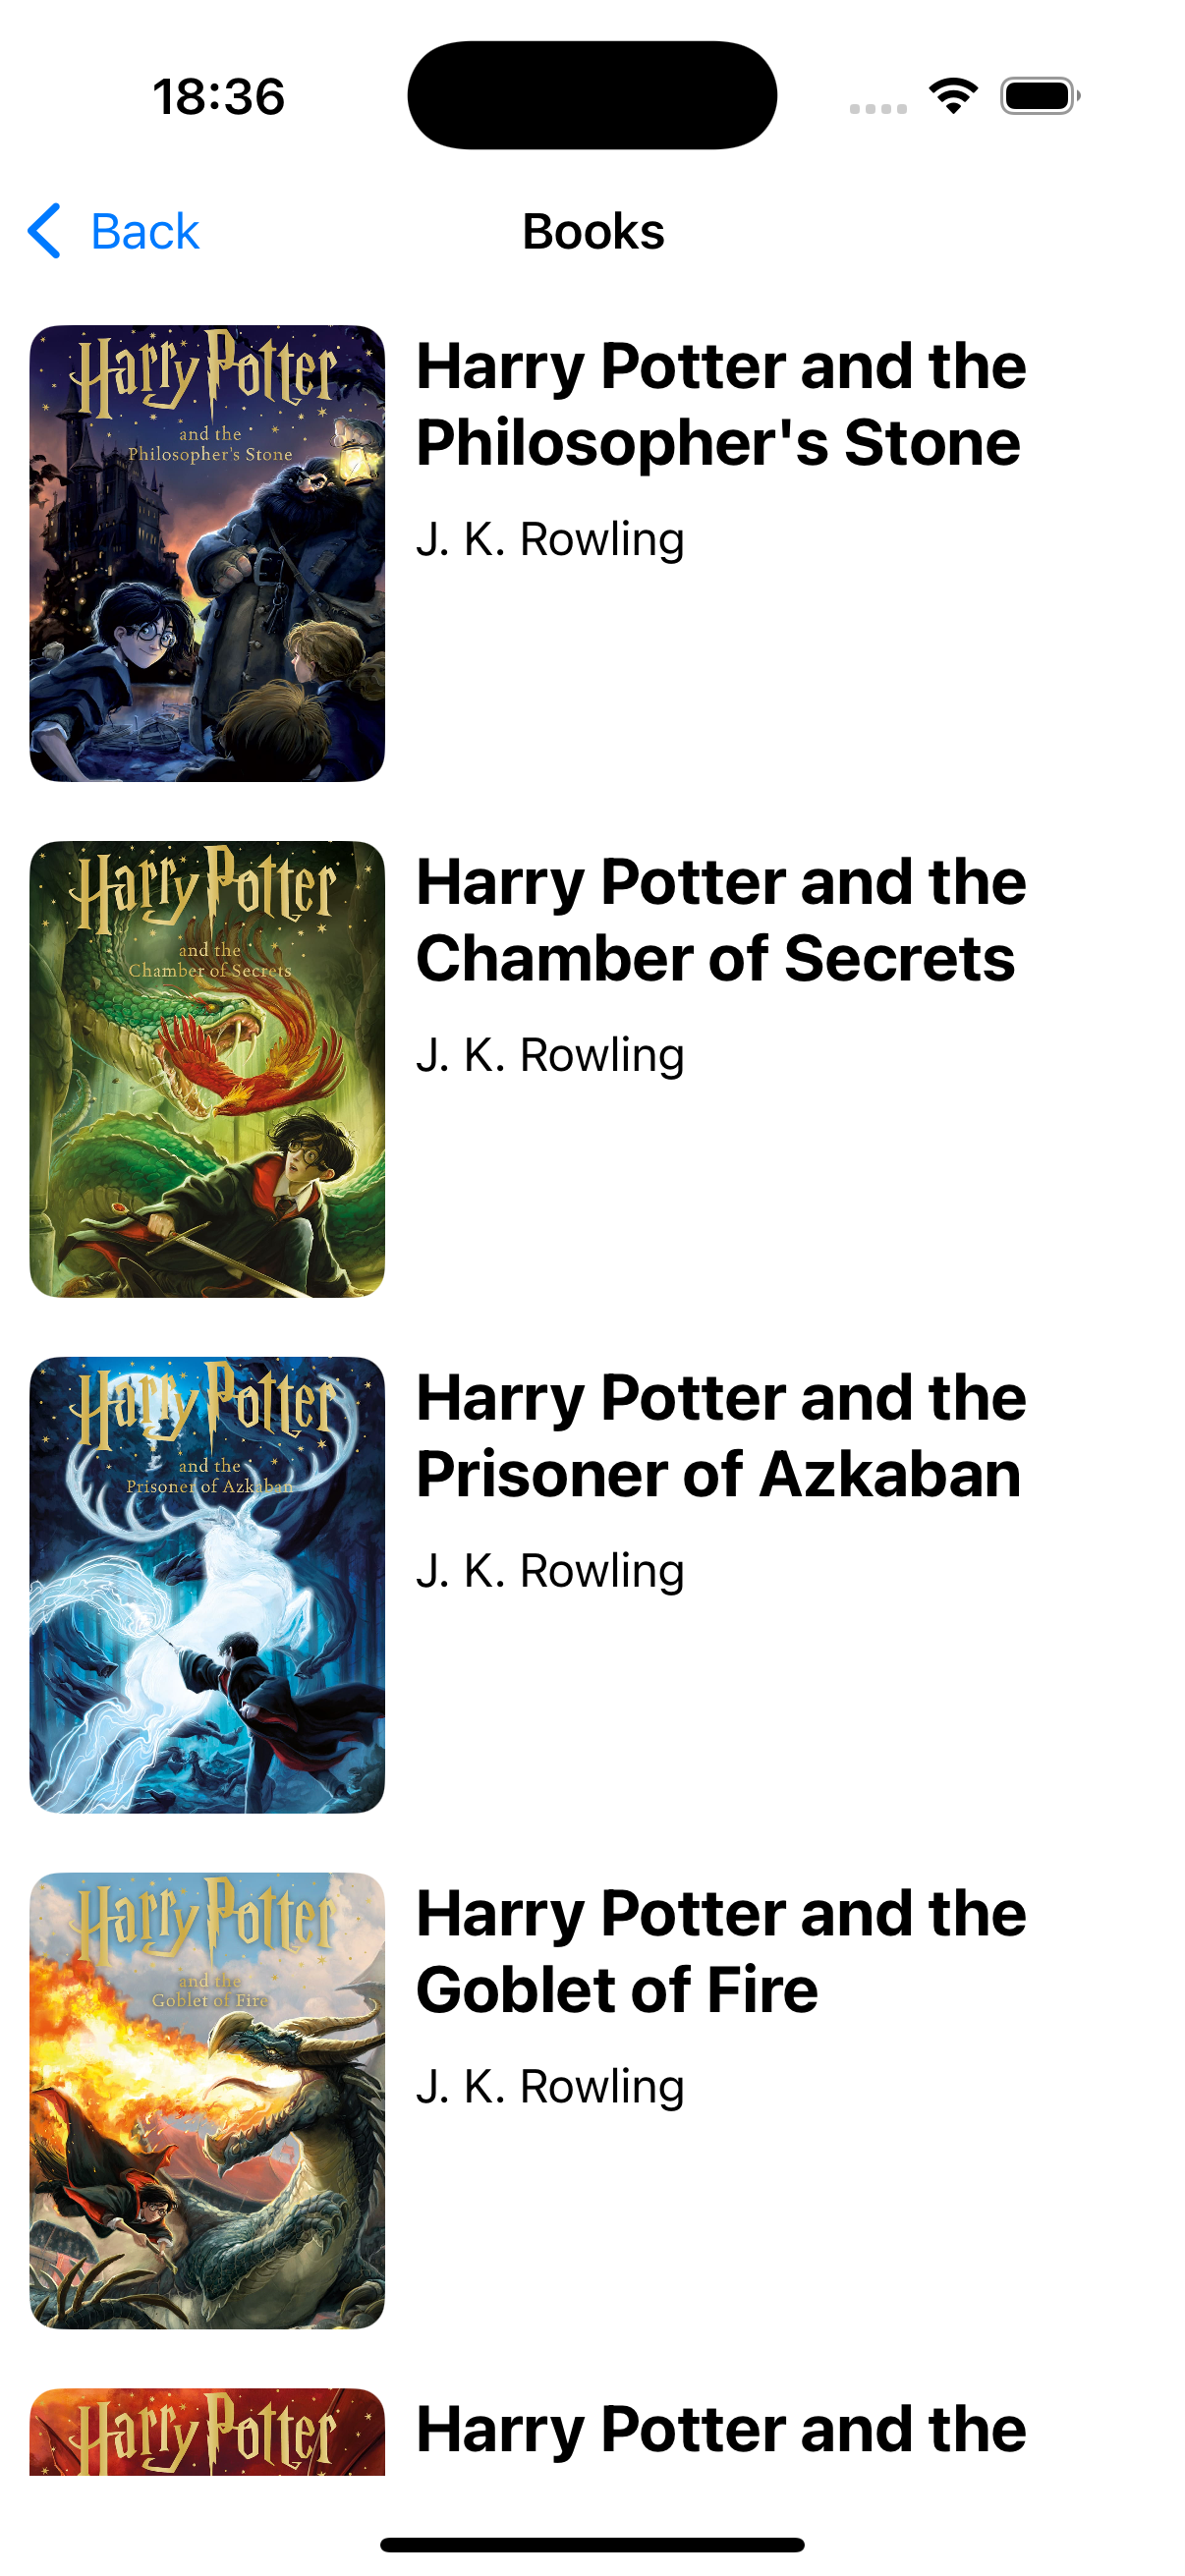 18:36
Back
Books
Harry Potter
and the
Philosopher's Stone
Harry Potter and the
Philosopher's Stone
J. K. Rowling
Harry Potter
and the
Chamber of Secrets
Harry Potter and the
Chamber of Secrets
J. K. Rowling
Harry Potter
and the
Prisoner of Azkaban
Harry Potter and the
Prisoner of Azkaban
J. K. Rowling
Harry Potter
and the
Goblet of Fire
Harry Potter and the
Goblet of Fire
J. K. Rowling
Harry Potter
Harry Potter and the